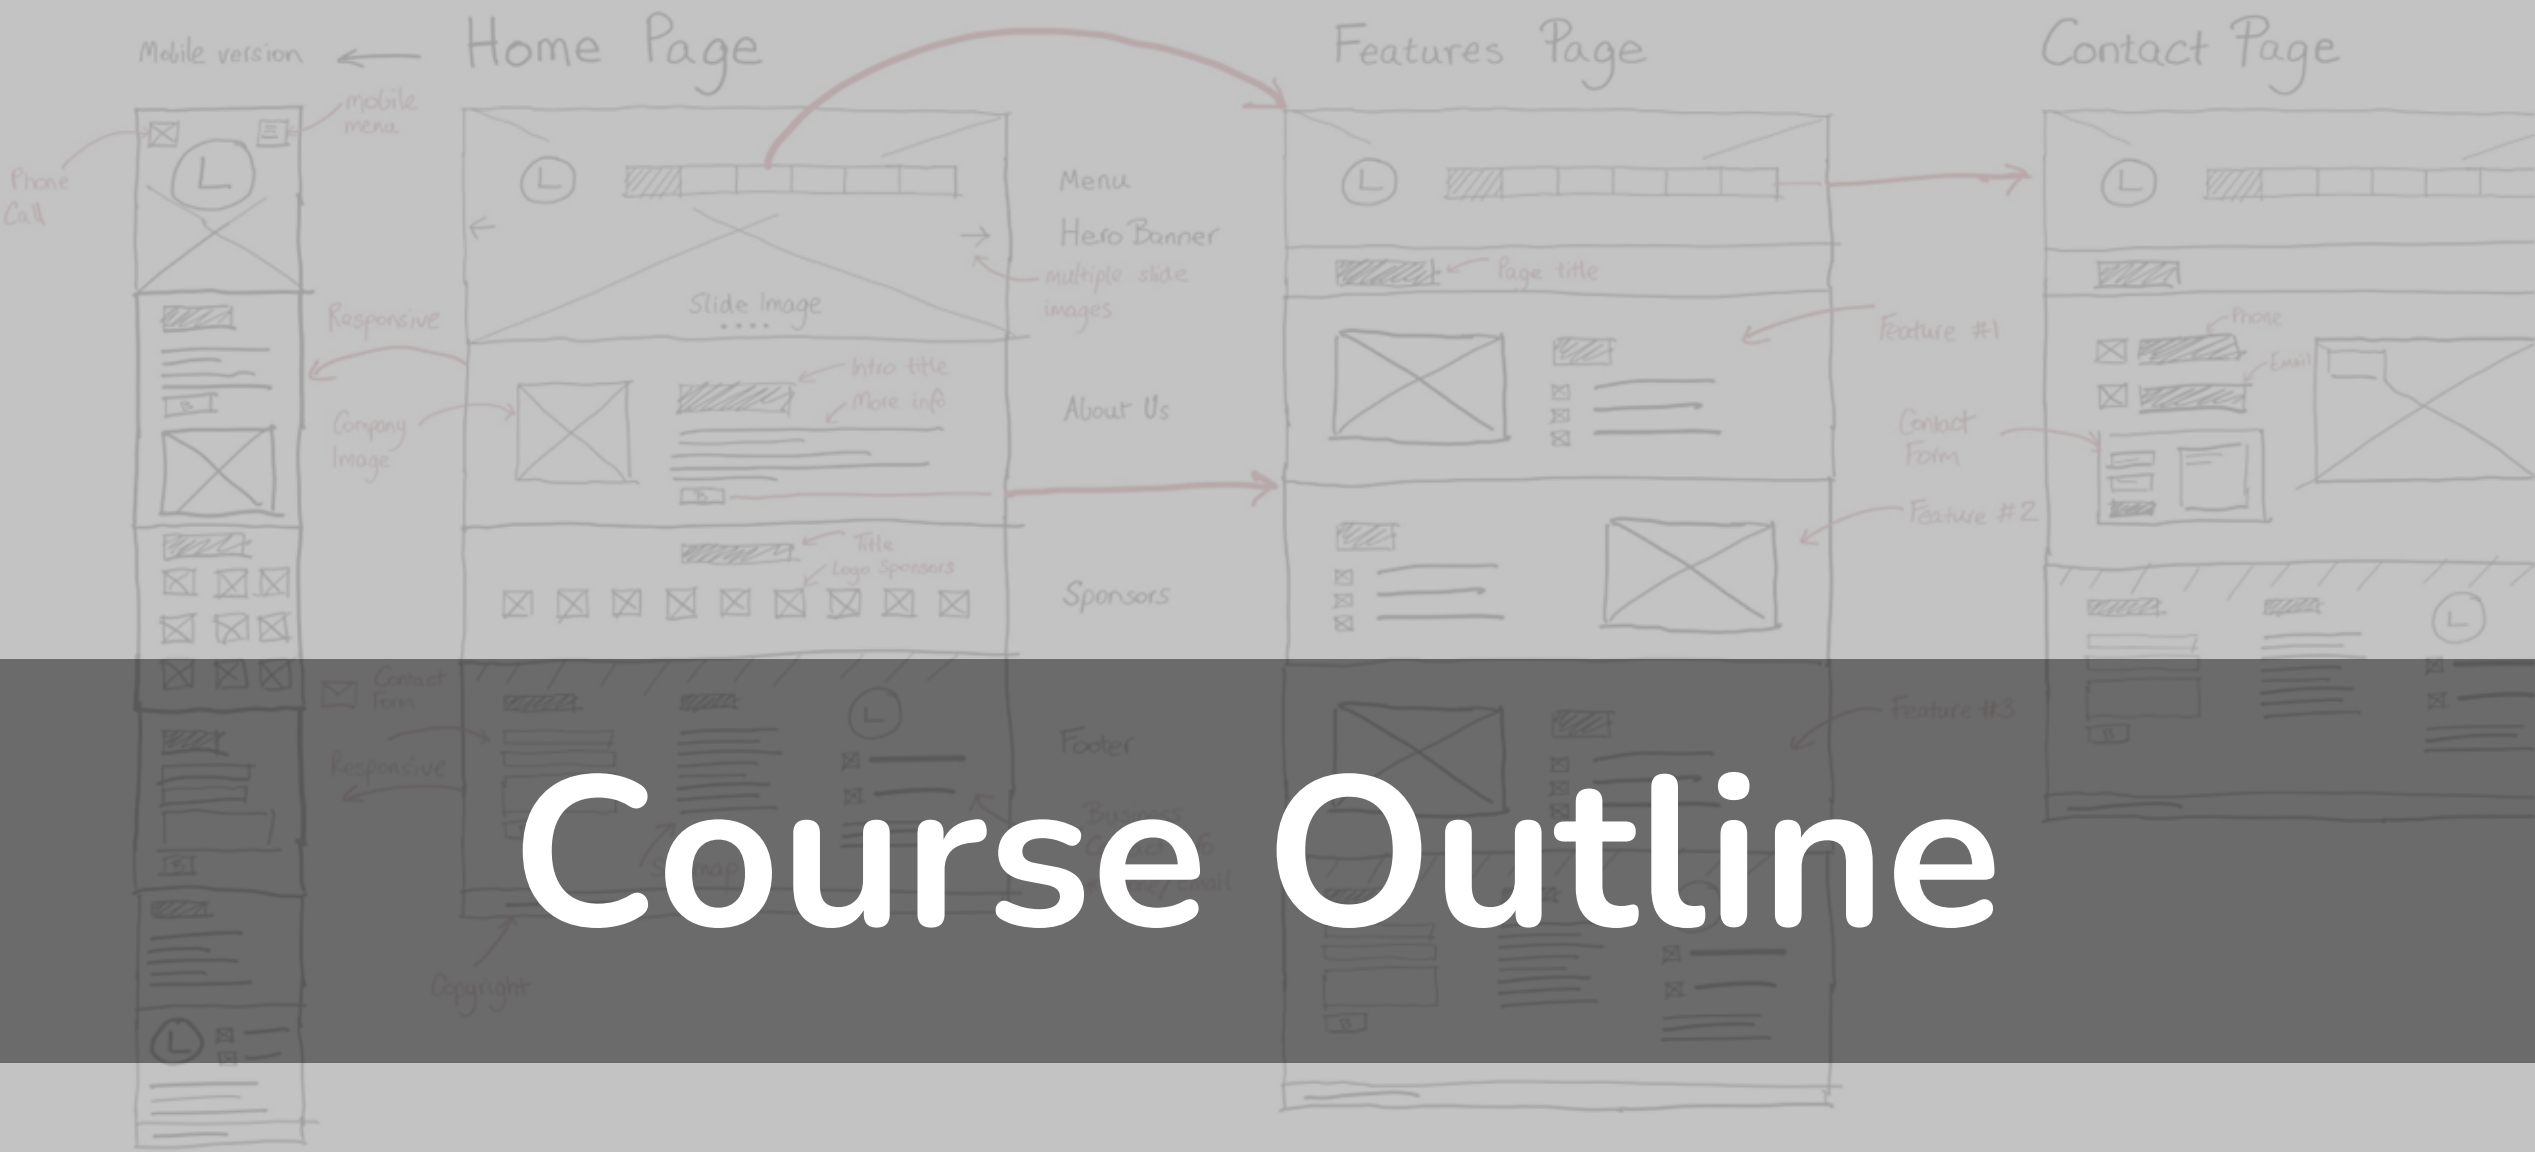 Mobile version
Home Page
Features Page
Contact Page
mobile
menu
Phone
Call
Menu
Hero Banner
multiple slide
images
Slide Image
Page title
Responsive
Feature #1
Phone
Email
Intro title
More info
Company
Image
About Us
Contact
Form
Feature #2
Title
Logo Sponsors
Sponsors
Contact
Form
Responsive
Footer
Feature #3
Course Outline
Copyright